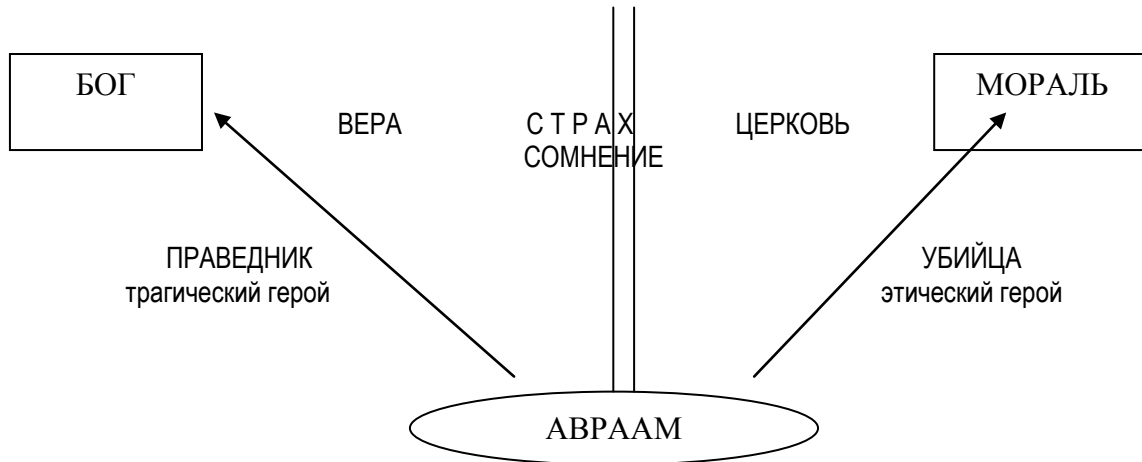 БОГ
МОРАЛЬ
ВЕРА
С Т Р А Х
ЦЕРКОВЬ
СОМНЕНИЕ
ПРАВЕДНИК
трагический герой
УБИЙЦА
этический герой
АВРААМ